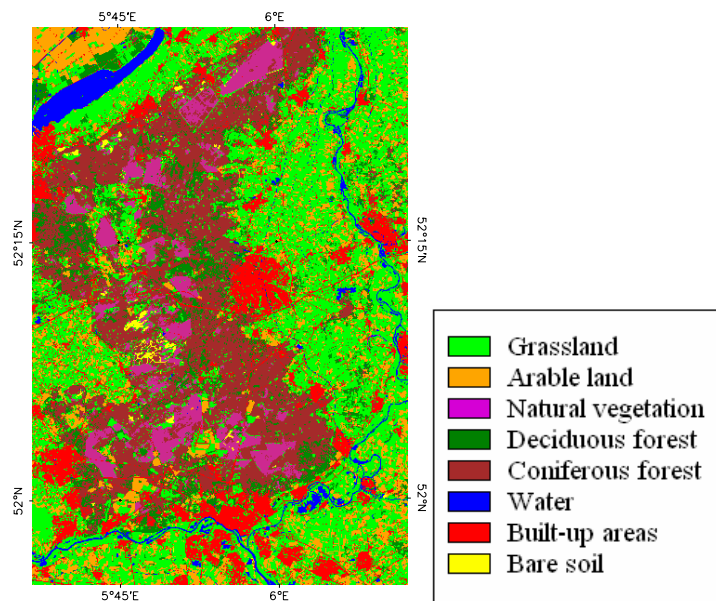 5°45'E 6°E
52°15'N 52°15'N
52°N 52°N
5°45'E 6°E
Grassland
Arable land
Natural vegetation
Deciduous forest
Coniferous forest
Water
Built-up areas
Bare soil